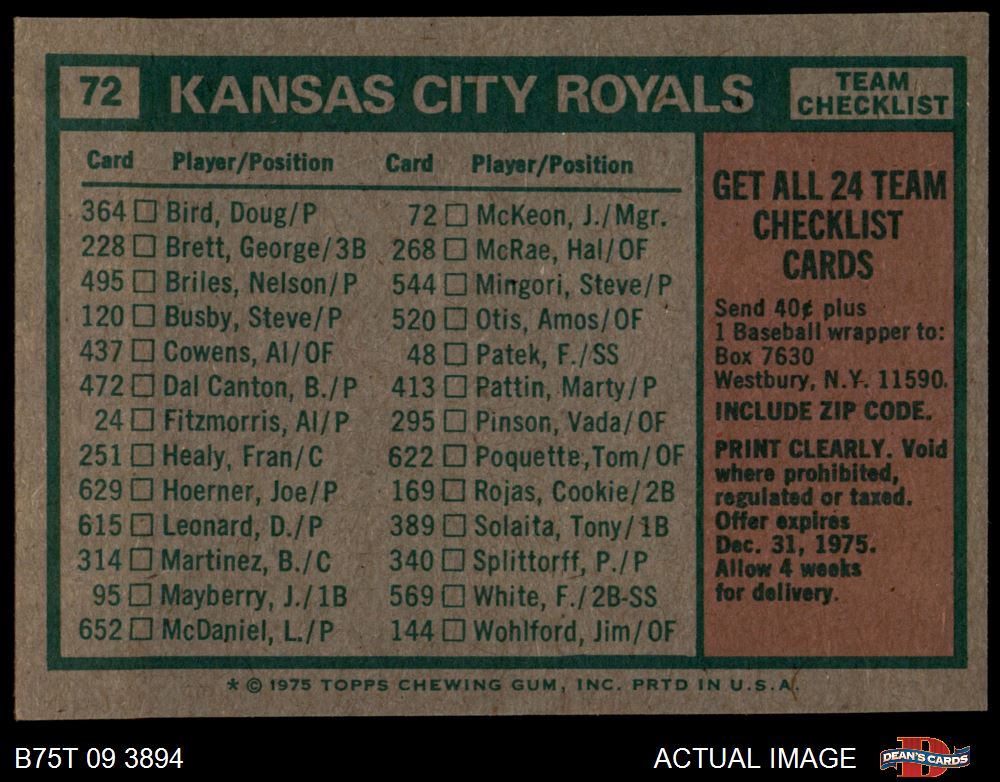 72 KANSAS CITY ROYALS TEAM CHECKLIST
Card Player/Position Card Player/Position
364 □ Bird, Doug/P 72 □ McKeon, J./Mgr.
228 □ Brett, George/3B 268 □ McRae, Hal/OF
495 □ Briles, Nelson/P 544 □ Mingori, Steve/P
120 □ Busby, Steve/P 520 □ Otis, Amos/OF
437 □ Cowens, Al/OF 48 □ Patek, F./SS
472 □ Dal Canton, B./P 413 □ Pattin, Marty/P
24 □ Fitzmorris, Al/P 295 □ Pinson, Vada/OF
251 □ Healy, Fran/C 622 □ Poquette, Tom/OF
629 □ Hoerner, Joe/P 169 □ Rojas, Cookie/2B
615 □ Leonard, D./P 389 □ Solaita, Tony/1B
314 □ Martinez, B./C 340 □ Splittorff, P./P
95 □ Mayberry, J./1B 569 □ White, F./2B-SS
652 □ McDaniel, L./P 144 □ Wohlford, Jim/OF
GET ALL 24 TEAM
CHECKLIST
CARDS
Send 40¢ plus
1 Baseball wrapper to:
Box 7630
Westbury, N.Y. 11590.
INCLUDE ZIP CODE.
PRINT CLEARLY. Void
where prohibited,
regulated or taxed.
Offer expires
Dec. 31, 1975.
Allow 4 weeks
for delivery.
* © 1975 TOPPS CHEWING GUM, INC. PRTD IN U.S.A.
B75T 09 3894 ACTUAL IMAGE DEAN'S CARDS